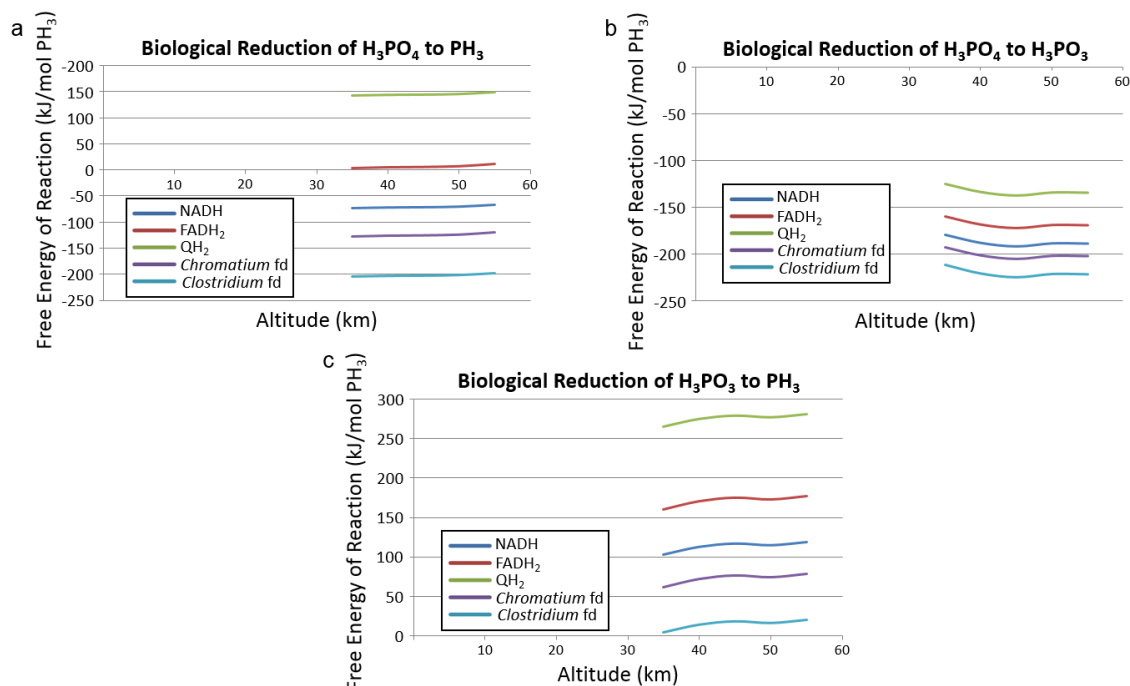 a
Biological Reduction of H₃PO₄ to PH₃
Free Energy of Reaction (kJ/mol PH₃)
-200
150
100
50
0
-50
-100
-150
-200
-250
10
20
30
40
50
60
NADH
FADH₂
QH₂
Chromatium fd
Clostridium fd
Altitude (km)
b
Biological Reduction of H₃PO₄ to H₃PO₃
Free Energy of Reaction (kJ/mol PH₃)
0
-50
-100
-150
-200
-250
10
20
30
40
50
60
NADH
FADH₂
QH₂
Chromatium fd
Clostridium fd
Altitude (km)
c
Biological Reduction of H₃PO₃ to PH₃
Free Energy of Reaction (kJ/mol PH₃)
300
250
200
150
100
50
0
10
20
30
40
50
60
NADH
FADH₂
QH₂
Chromatium fd
Clostridium fd
Altitude (km)